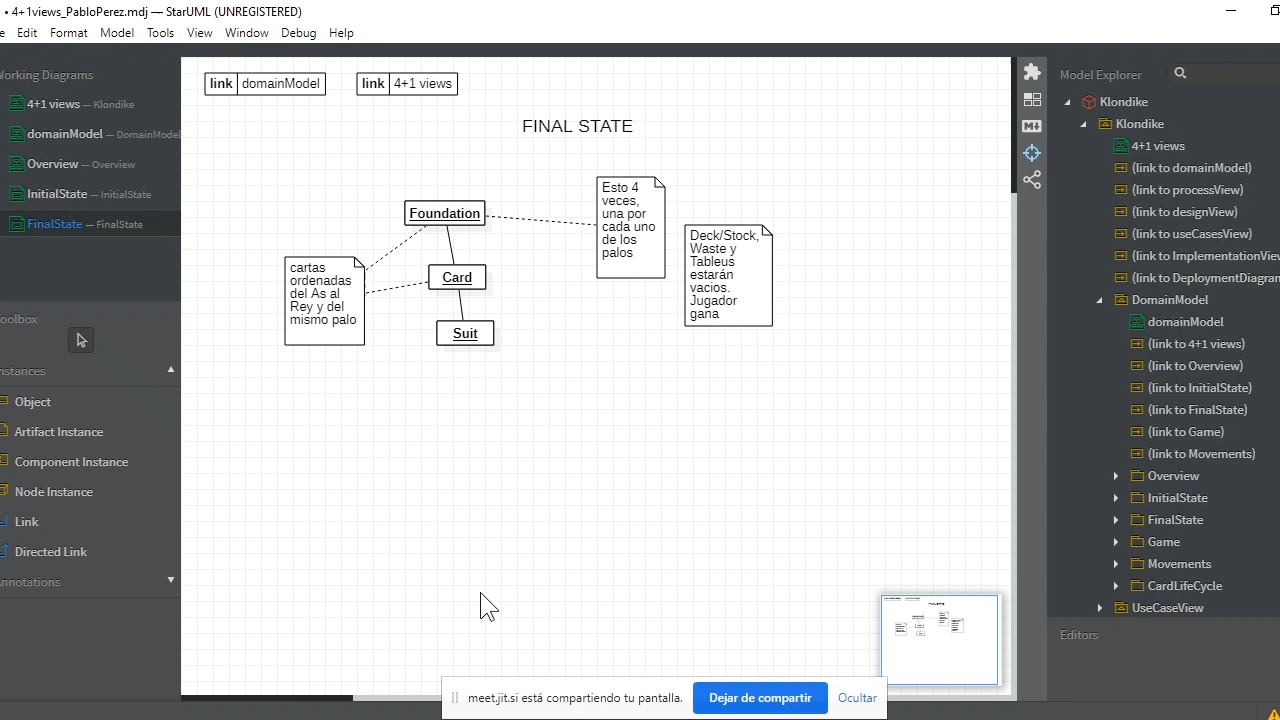 • 4+1views_PabloPerez.mdj — StarUML (UNREGISTERED)
e Edit Format Model Tools View Window Debug Help
Working Diagrams
4+1 views — Klondike
domainModel — DomainModel
Overview — Overview
InitialState — InitialState
FinalState — FinalState
oolbox
nstances
Object
Artifact Instance
Component Instance
Node Instance
Link
Directed Link
nnotations
link domainModel
link 4+1 views
FINAL STATE
Foundation
Card
Suit
cartas
ordenadas
del As al
Rey y del
mismo palo
Esto 4
veces,
una por
cada uno
de los
palos
Deck/Stock,
Waste y
Tableus
estarán
vacios.
Jugador
gana
Model Explorer
Klondike
Klondike
4+1 views
(link to domainModel)
(link to processView)
(link to designView)
(link to useCasesView)
(link to ImplementationView
(link to DeploymentDiagram
DomainModel
domainModel
(link to 4+1 views)
(link to Overview)
(link to InitialState)
(link to FinalState)
(link to Game)
(link to Movements)
Overview
InitialState
FinalState
Game
Movements
CardLifeCycle
UseCaseView
Editors
meet.jit.si está compartiendo tu pantalla.
Dejar de compartir
Ocultar